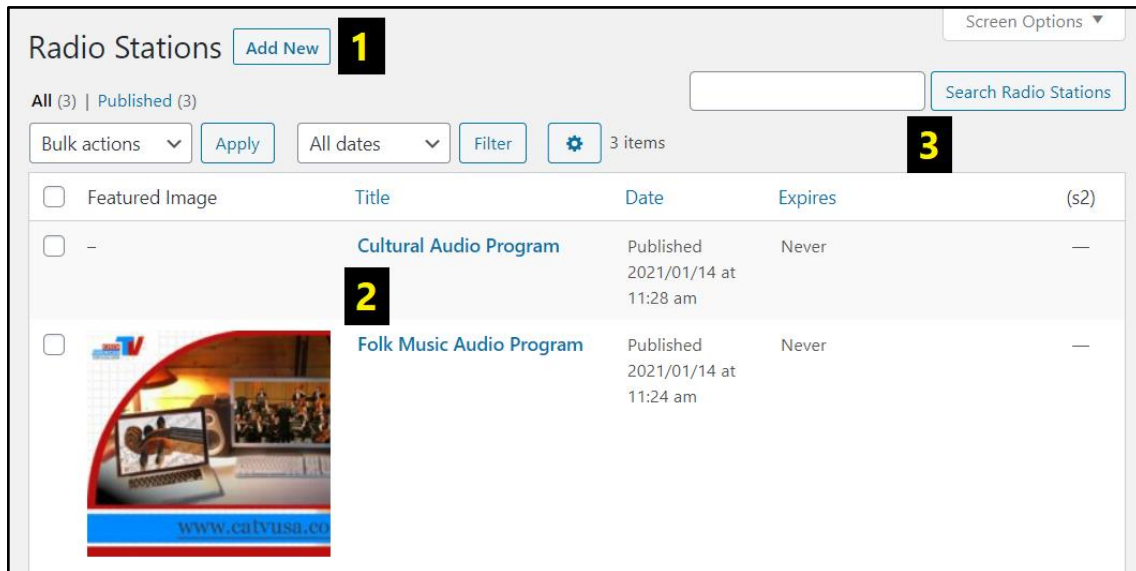 Screen Options ▼
Radio Stations Add New 1
All (3) | Published (3)
Search Radio Stations
Bulk actions Apply All dates Filter 3 items 3
Featured Image Title Date Expires (s2)
– Cultural Audio Program Published Never —
2021/01/14 at
11:28 am
2
TV Folk Music Audio Program Published Never —
2021/01/14 at
11:24 am
www.catvusa.co